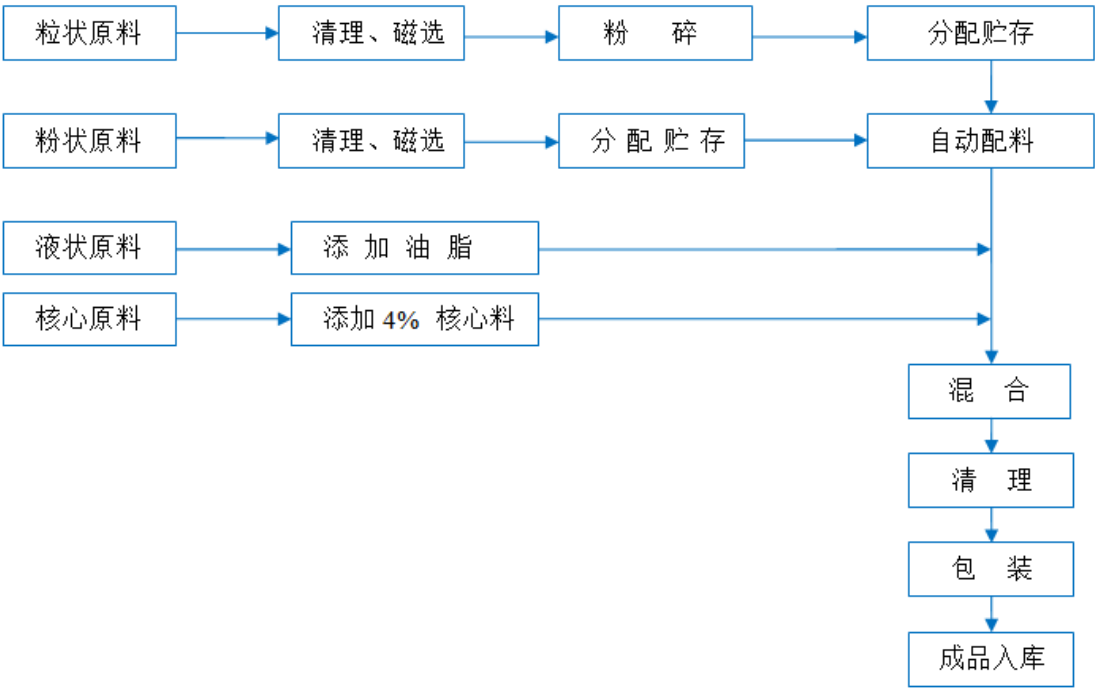 粒状原料
清理、磁选
粉 碎
分配贮存
粉状原料
清理、磁选
分 配 贮 存
自动配料
液状原料
添 加 油 脂
核心原料
添加 4% 核心料
混 合
清 理
包 装
成品入库